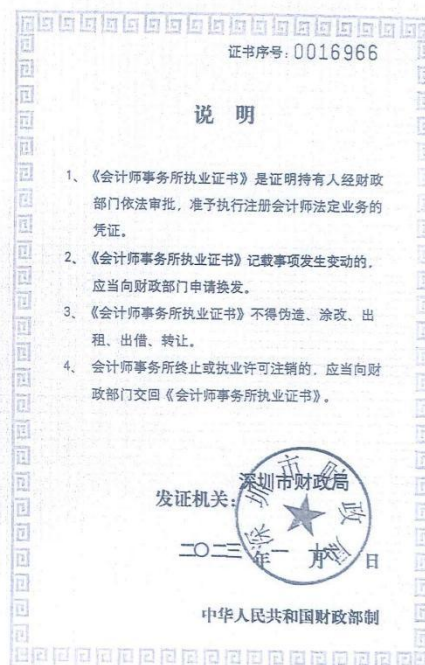 证书序号：0016966
说 明
1、《会计师事务所执业证书》是证明持有人经财政
部门依法审批，准予执行注册会计师法定业务的
凭证。
2、《会计师事务所执业证书》记载事项发生变动的，
应当向财政部门申请换发。
3、《会计师事务所执业证书》不得伪造、涂改、出
租、出借、转让。
4、会计师事务所终止或执业许可注销的，应当向财
政部门交回《会计师事务所执业证书》。
深圳市财政局
发证机关：
深圳市财政局
二〇二三 年 一 月 日
中华人民共和国财政部制